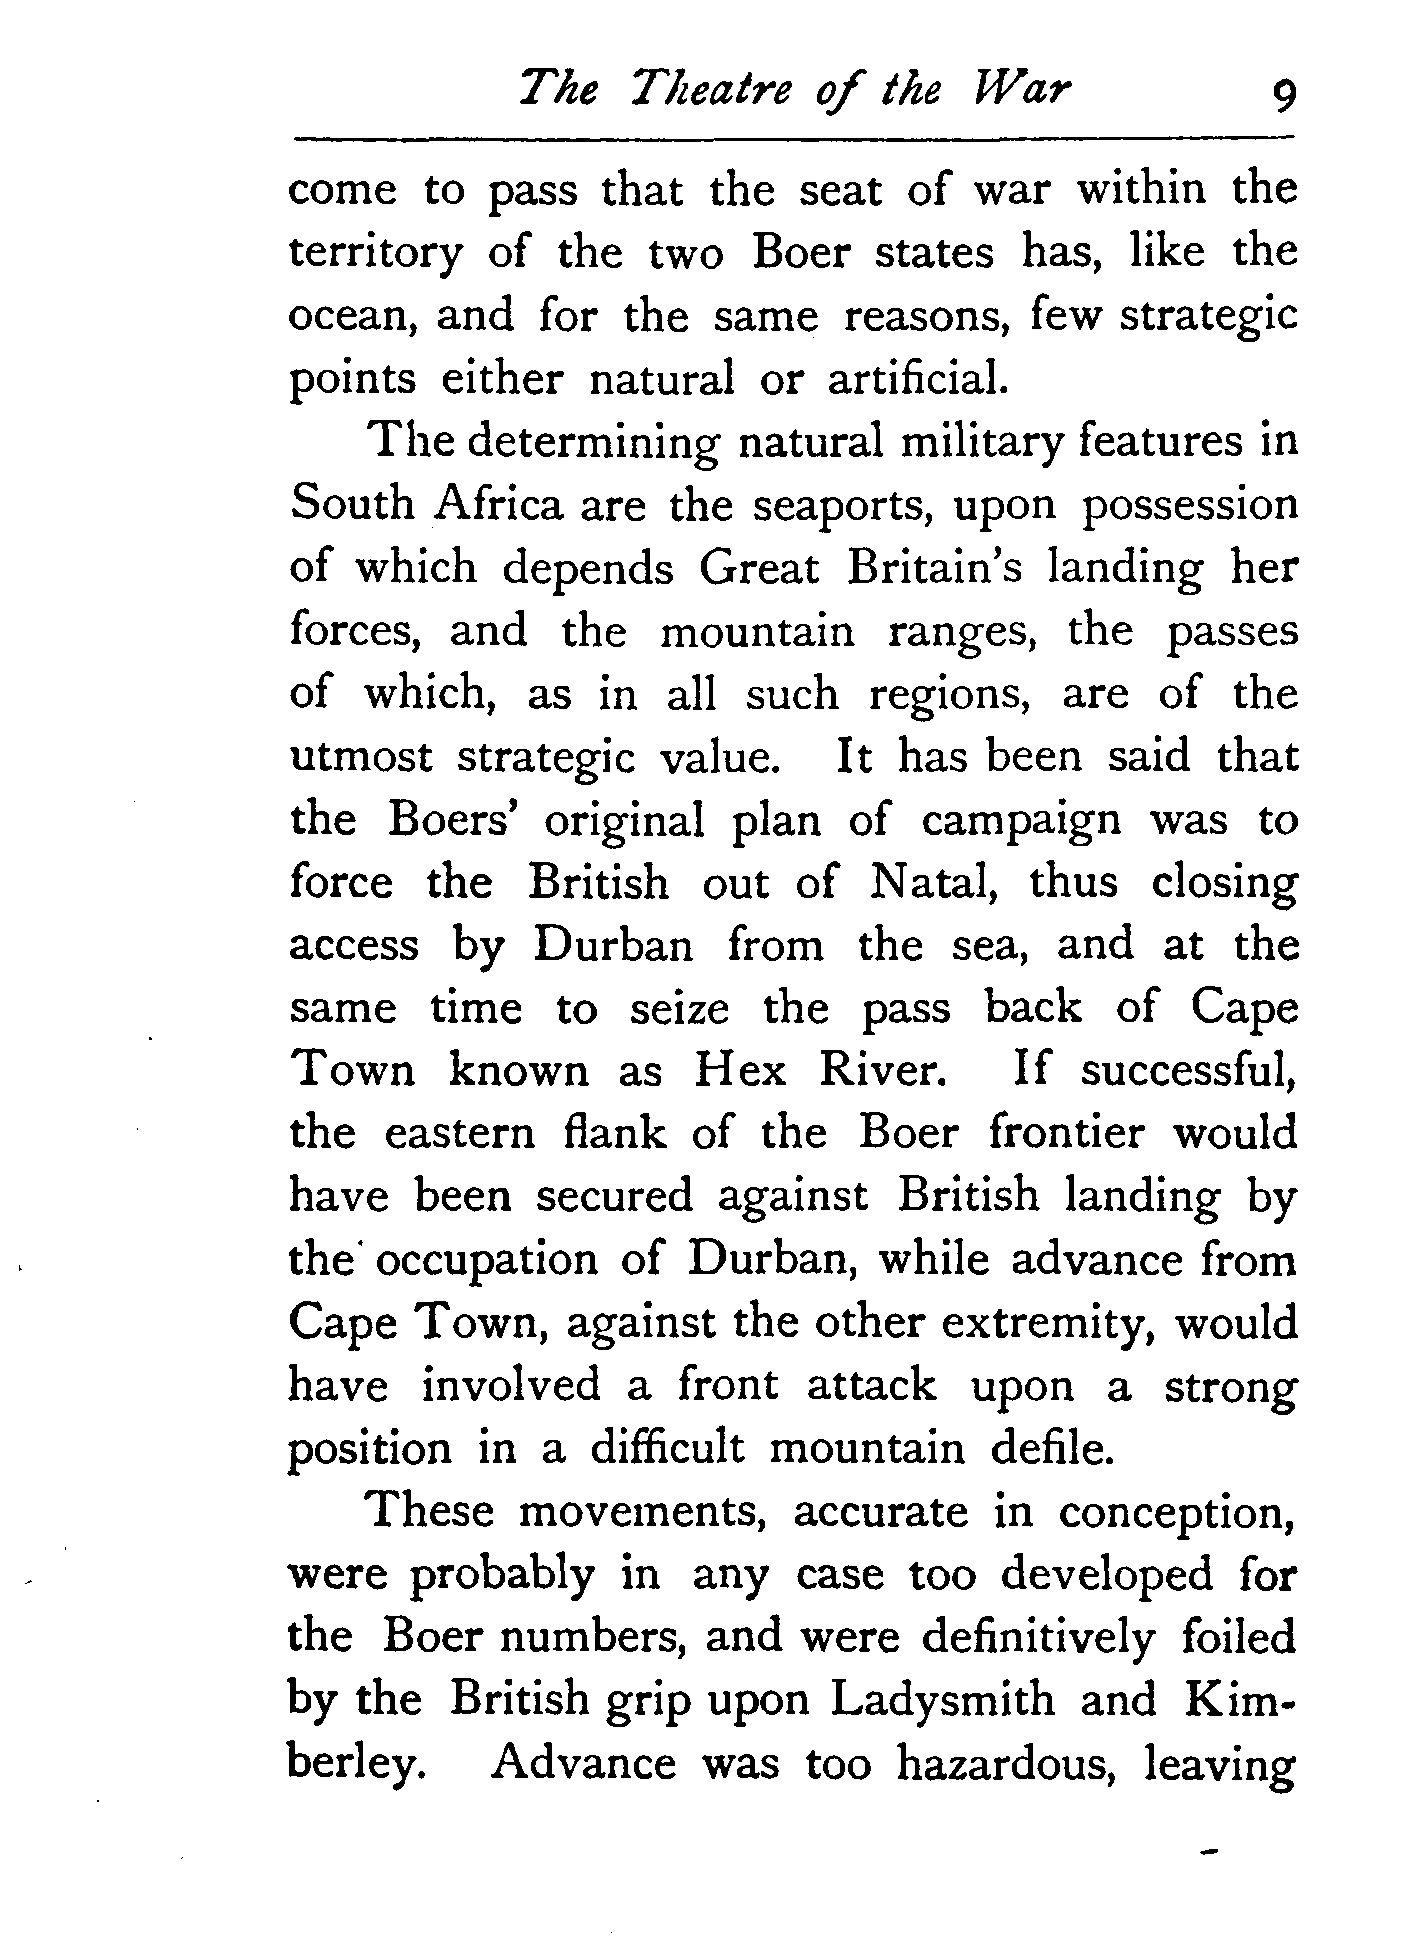 The Theatre of the War 9
come to pass that the seat of war within the
territory of the two Boer states has, like the
ocean, and for the same reasons, few strategic
points either natural or artificial.
The determining natural military features in
South Africa are the seaports, upon possession
of which depends Great Britain's landing her
forces, and the mountain ranges, the passes
of which, as in all such regions, are of the
utmost strategic value. It has been said that
the Boers' original plan of campaign was to
force the British out of Natal, thus closing
access by Durban from the sea, and at the
same time to seize the pass back of Cape
Town known as Hex River. If successful,
the eastern flank of the Boer frontier would
have been secured against British landing by
the occupation of Durban, while advance from
Cape Town, against the other extremity, would
have involved a front attack upon a strong
position in a difficult mountain defile.
These movements, accurate in conception,
were probably in any case too developed for
the Boer numbers, and were definitively foiled
by the British grip upon Ladysmith and Kim-
berley. Advance was too hazardous, leaving